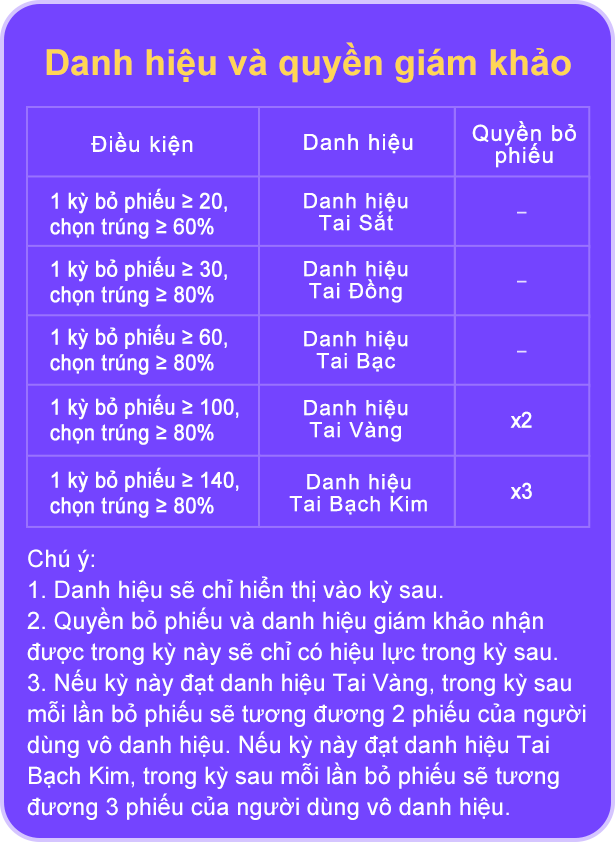 Danh hiệu và quyền giám khảo
Điều kiện
Danh hiệu
Quyền bỏ
phiếu
1 kỳ bỏ phiếu ≥ 20,
chọn trúng ≥ 60%
Danh hiệu
Tai Sắt
–
1 kỳ bỏ phiếu ≥ 30,
chọn trúng ≥ 80%
Danh hiệu
Tai Đồng
–
1 kỳ bỏ phiếu ≥ 60,
chọn trúng ≥ 80%
Danh hiệu
Tai Bạc
–
1 kỳ bỏ phiếu ≥ 100,
chọn trúng ≥ 80%
Danh hiệu
Tai Vàng
x2
1 kỳ bỏ phiếu ≥ 140,
chọn trúng ≥ 80%
Danh hiệu
Tai Bạch Kim
x3
Chú ý:
1. Danh hiệu sẽ chỉ hiển thị vào kỳ sau.
2. Quyền bỏ phiếu và danh hiệu giám khảo nhận
được trong kỳ này sẽ chỉ có hiệu lực trong kỳ sau.
3. Nếu kỳ này đạt danh hiệu Tai Vàng, trong kỳ sau
mỗi lần bỏ phiếu sẽ tương đương 2 phiếu của người
dùng vô danh hiệu. Nếu kỳ này đạt danh hiệu Tai
Bạch Kim, trong kỳ sau mỗi lần bỏ phiếu sẽ tương
đương 3 phiếu của người dùng vô danh hiệu.